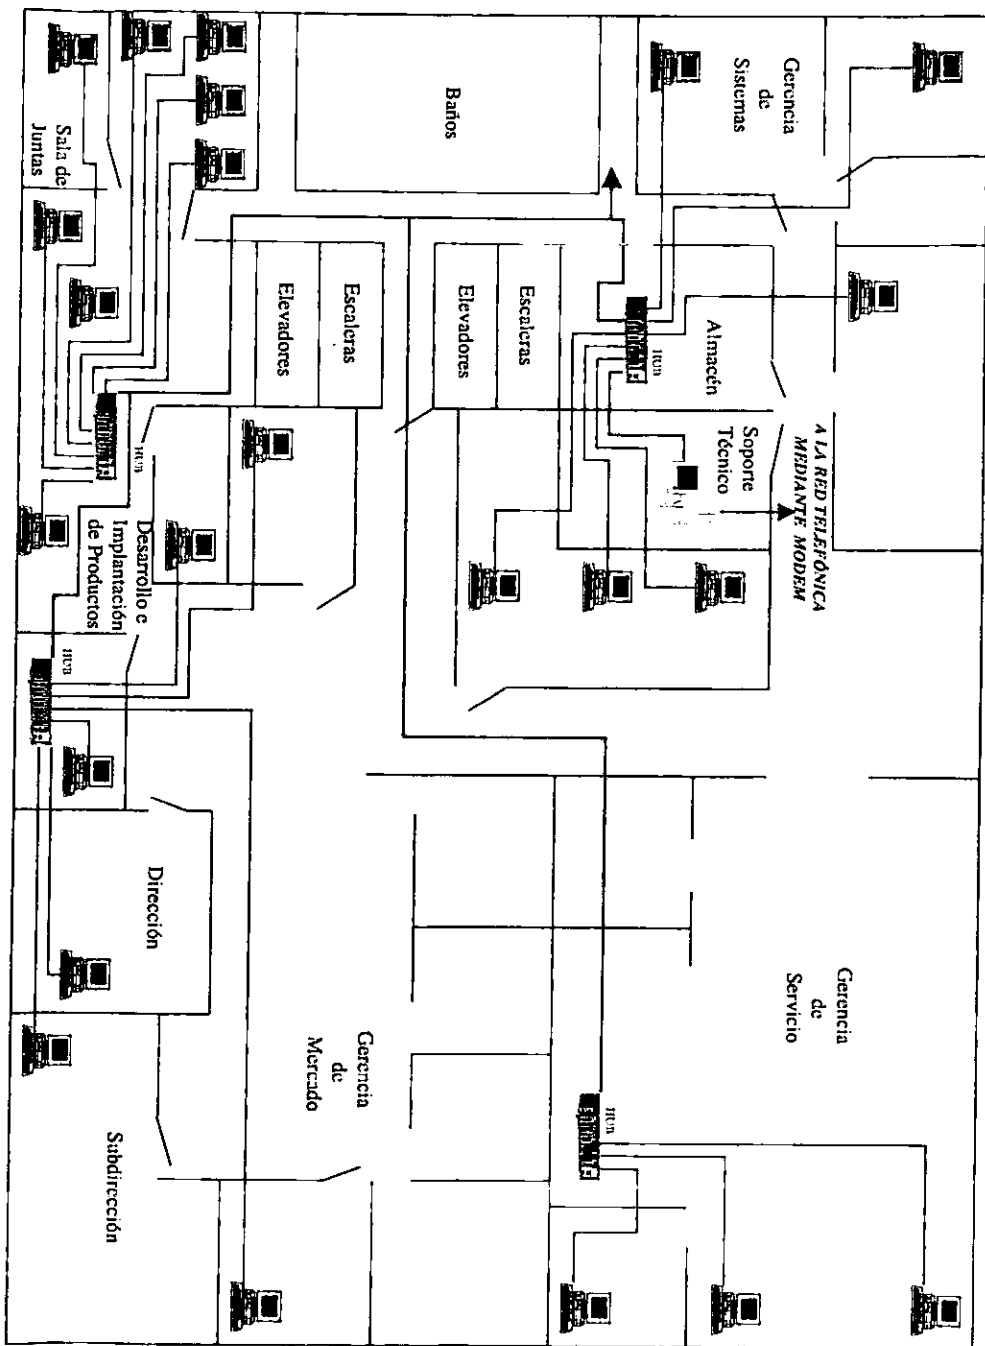 Gerencia
de
Sistemas
A LA RED TELEFÓNICA
MEDIANTE MODEM
Gerencia
de
Servicio
Almacén
Soporte
Técnico
HUB
HUB
Baños
Escaleras
Elevadores
Gerencia
de
Mercado
Escaleras
Elevadores
HUB
Desarrollo e
Implantación
de Productos
Dirección
Subdirección
HUB
Sala de
Juntas